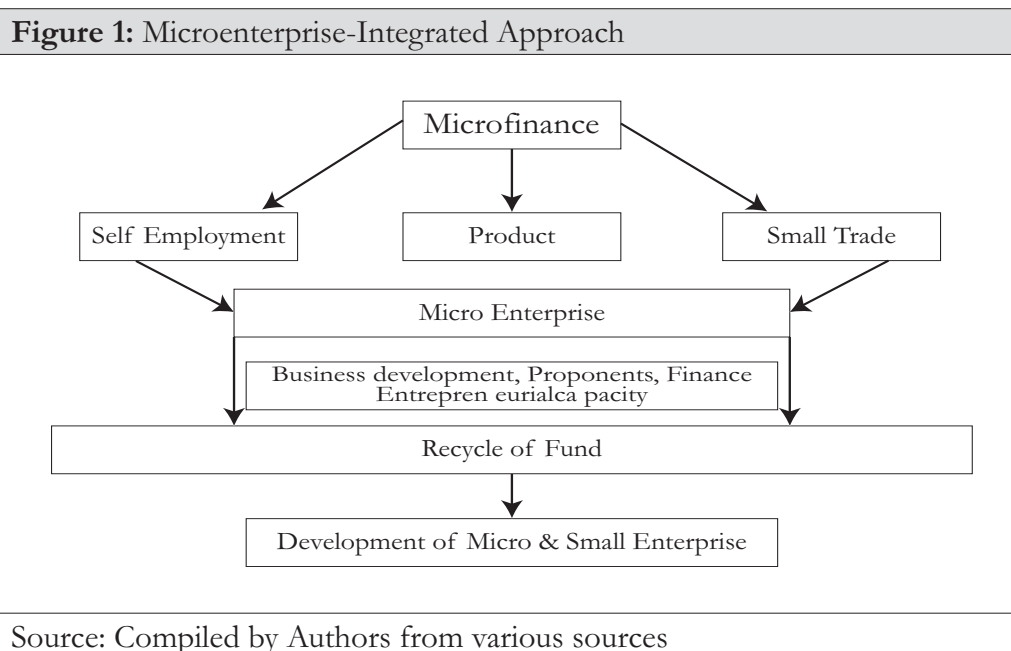 Figure 1: Microenterprise-Integrated Approach
Microfinance
Self Employment
Product
Small Trade
Micro Enterprise
Business development, Proponents, Finance
Entrepren eurialca pacity
Recycle of Fund
Development of Micro & Small Enterprise
Source: Compiled by Authors from various sources